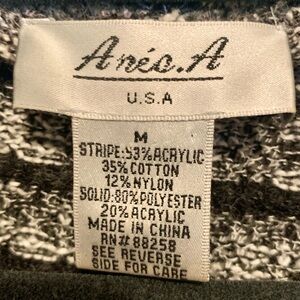 Anéc.A
U.S.A
M
STRIPE:53%ACRYLIC
35%COTTON
12%NYLON
SOLID:80%POLYESTER
20%ACRYLIC
MADE IN CHINA
RN#88258
SEE REVERSE
SIDE FOR CARE